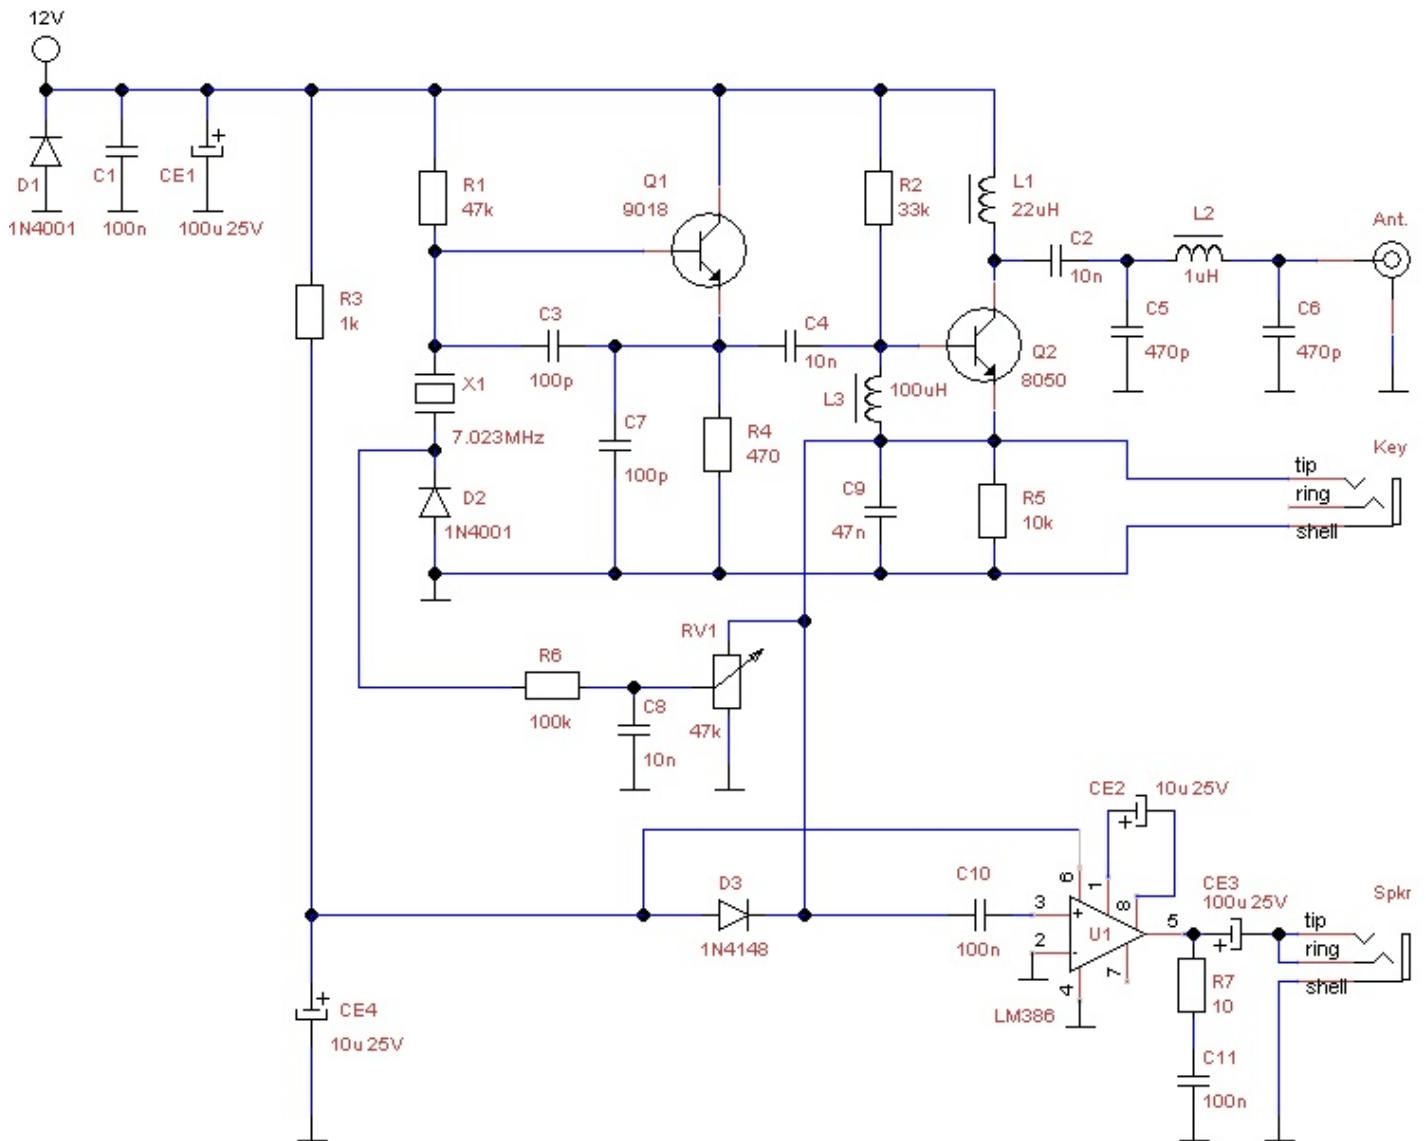 12V
D1
1N4001
C1
100n
CE1
+
100u 25V
R1
47k
Q1
9018
R2
33k
L1
22uH
C2
10n
L2
1uH
Ant.
R3
1k
C3
100p
C4
10n
Q2
8050
C5
470p
C6
470p
X1
7.023MHz
L3
100uH
C7
100p
R4
470
Key
tip
ring
shell
D2
1N4001
C9
47n
R5
10k
RV1
47k
R6
100k
C8
10n
CE2
10u 25V
+
D3
1N4148
C10
100n
6
1
8
3
+
2
-
U1
5
4
7
LM386
CE3
100u 25V
+
Spkr
tip
ring
shell
R7
10
C11
100n
+
CE4
10u 25V